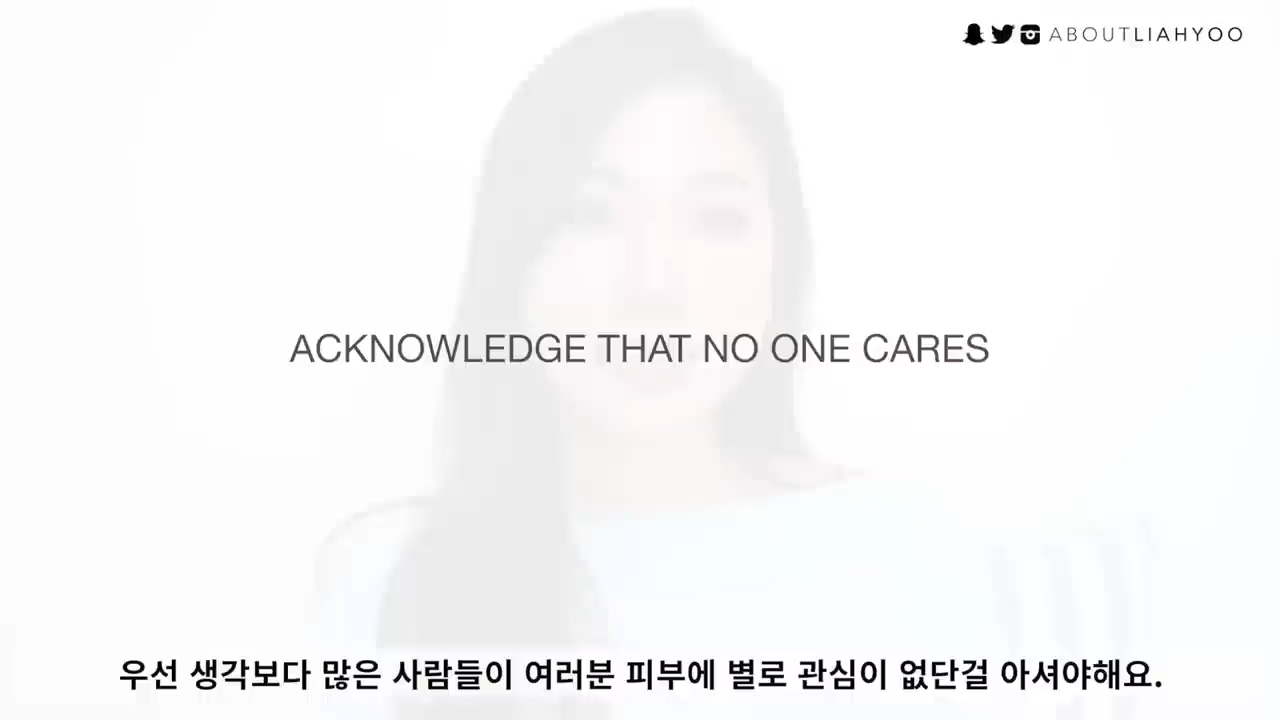 ABOUTLIAHYOO
ACKNOWLEDGE THAT NO ONE CARES
우선 생각보다 많은 사람들이 여러분 피부에 별로 관심이 없단걸 아셔야해요.